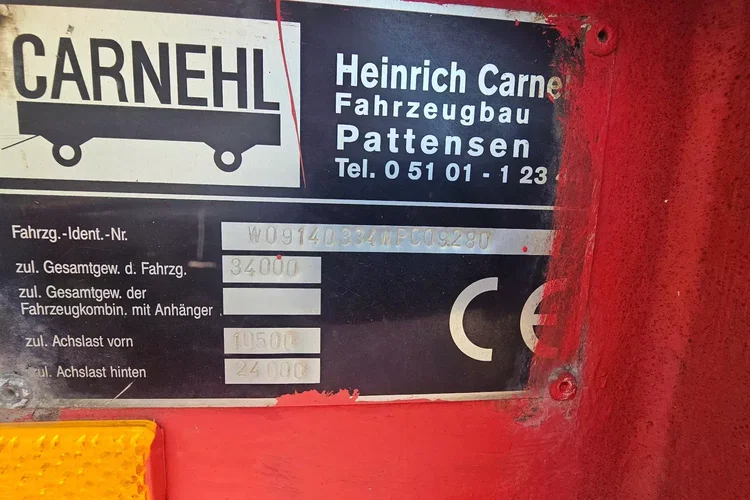 CARNEHL
Heinrich Carne
Fahrzeugbau
Pattensen
Tel. 0 51 01 - 1 23
Fahrzg.-Ident.-Nr. W09140334WPC09280
zul. Gesamtgew. d. Fahrzg. 34000
zul. Gesamtgew. der
Fahrzeugkombin. mit Anhänger
zul. Achslast vorn 10500
zul. Achslast hinten 24000
CE